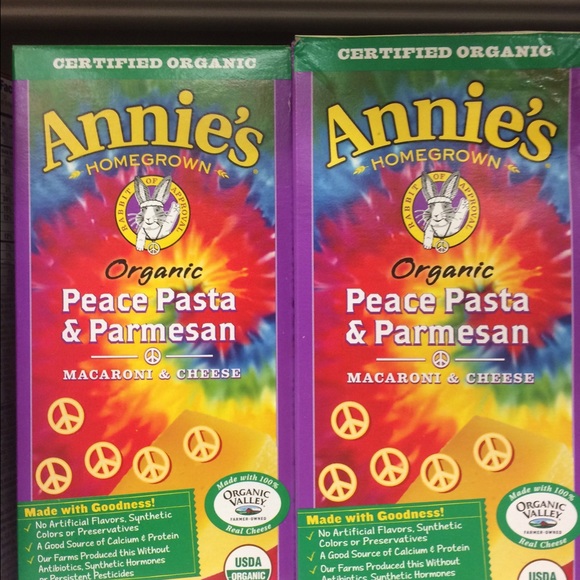 CERTIFIED ORGANIC
Annie's
HOMEGROWN
RABBIT OF APPROVAL
Organic
Peace Pasta
& Parmesan
MACARONI & CHEESE
Made with Goodness!
✓ No Artificial Flavors, Synthetic
Colors or Preservatives
✓ A Good Source of Calcium & Protein
✓ Our Farms Produced this Without
Antibiotics, Synthetic Hormones
or Persistent Pesticides
Made with 100%
ORGANIC
VALLEY
FARMER-OWNED
Real Cheese
USDA
ORGANIC
CERTIFIED ORGANIC
Annie's
HOMEGROWN
RABBIT OF APPROVAL
Organic
Peace Pasta
& Parmesan
MACARONI & CHEESE
Made with Goodness!
✓ No Artificial Flavors, Synthetic
Colors or Preservatives
✓ A Good Source of Calcium & Protein
✓ Our Farms Produced this Without
Antibiotics, Synthetic Hormones
Made with 100%
ORGANIC
VALLEY
FARMER-OWNED
Real Cheese
USDA